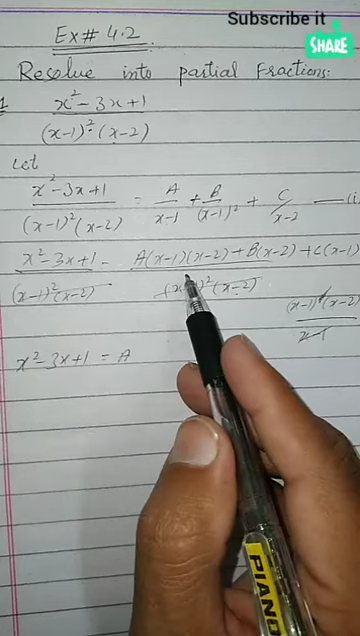 Subscribe it
SHARE
Ex# 4.2
Resolve into partial Fractions:
x²-3x+1
(x-1)²(x-2)
Let
x²-3x+1 / (x-1)²(x-2) = A/x-1 + B/(x-1)² + C/x-2 — (i
x²-3x+1 / (x-1)²(x-2) = A(x-1)(x-2)+B(x-2)+C(x-1) / (x-1)²(x-2)
(x-1)²(x-2) / x-1
x²-3x+1 = A
PIANO